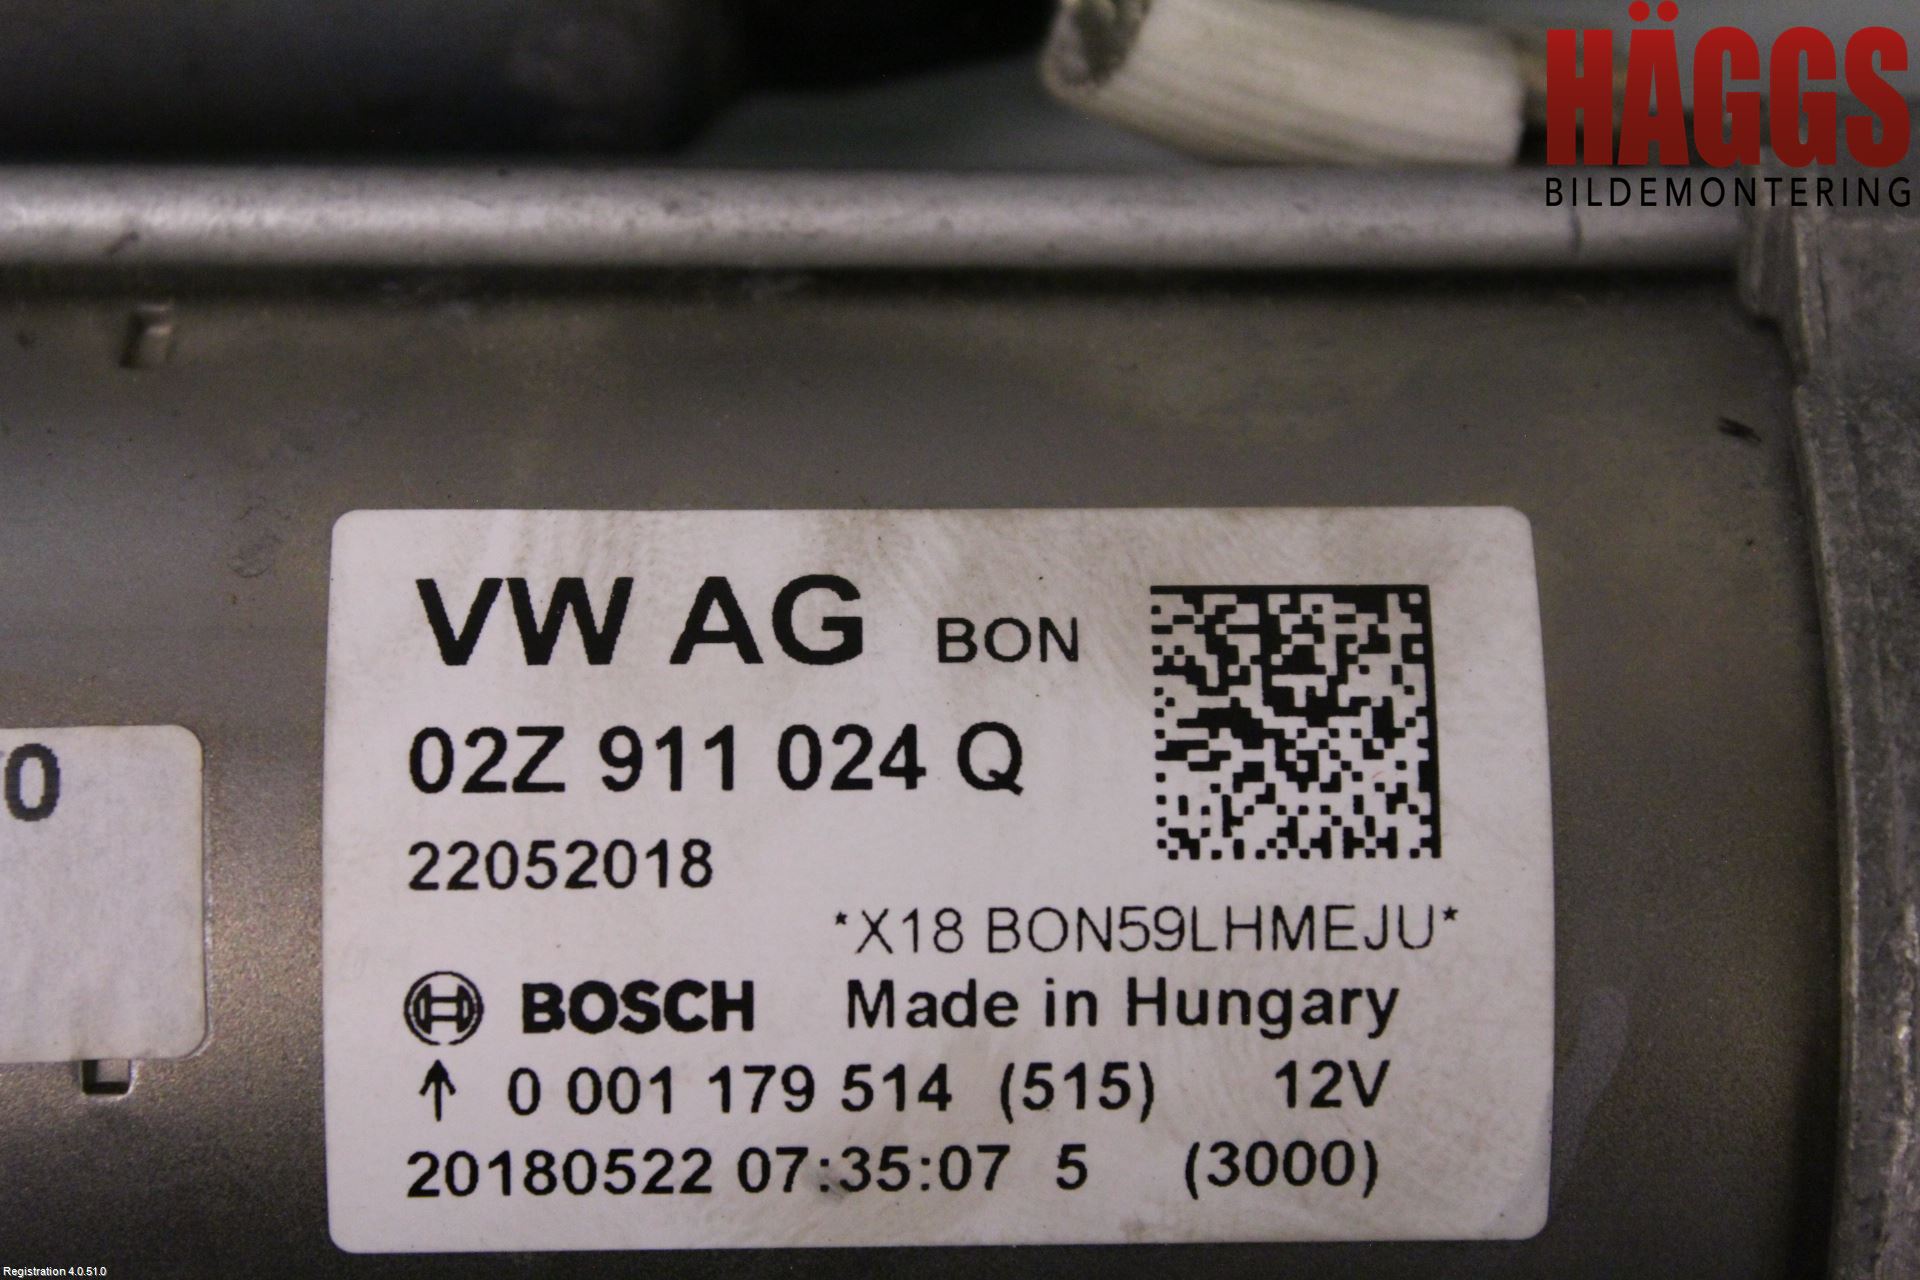 HÄGGS
BILDEMONTERING
VW AG BON
02Z 911 024 Q
22052018
*X18 BON59LHMEJU*
BOSCH Made in Hungary
↑ 0 001 179 514 (515) 12V
20180522 07:35:07 5 (3000)
0
Registration 4.0.51.0